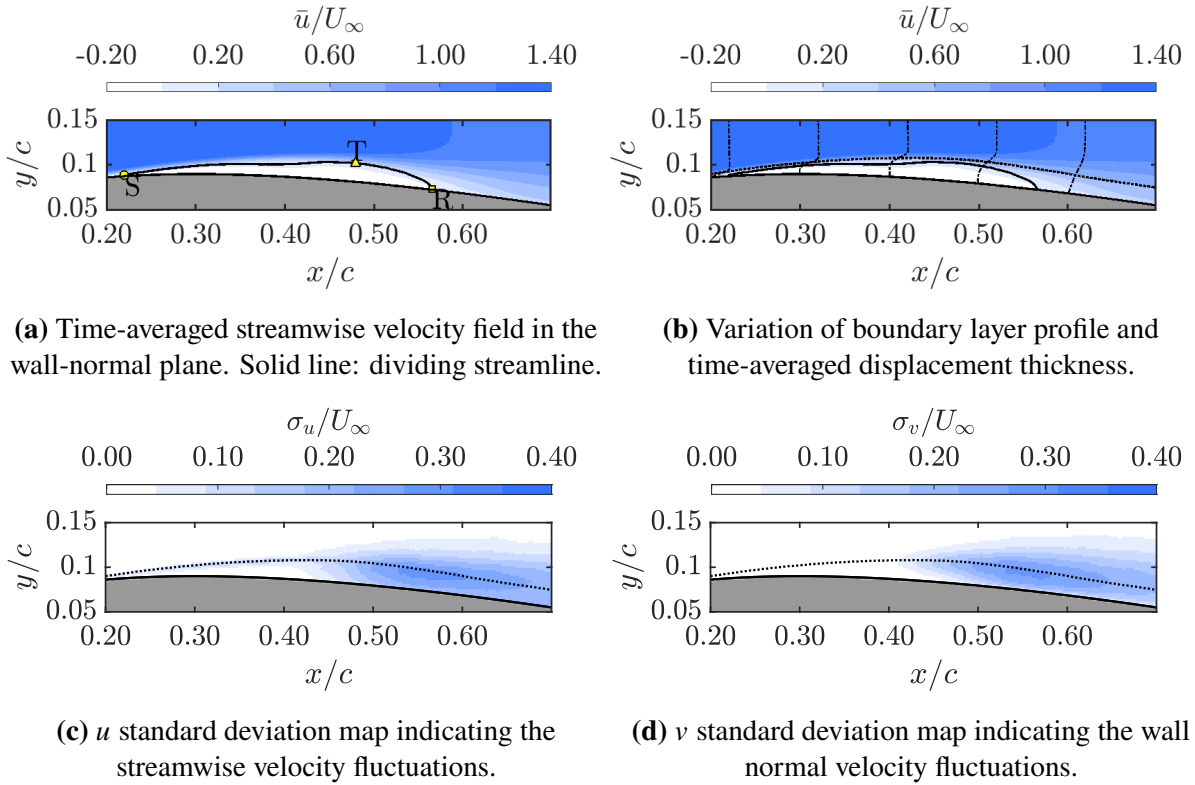 ū/U∞
-0.20 0.20 0.60 1.00 1.40
0.15
0.1
0.05
y/c
S
T
R
0.20 0.30 0.40 0.50 0.60
x/c
(a) Time-averaged streamwise velocity field in the
wall-normal plane. Solid line: dividing streamline.
ū/U∞
-0.20 0.20 0.60 1.00 1.40
0.15
0.1
0.05
y/c
0.20 0.30 0.40 0.50 0.60
x/c
(b) Variation of boundary layer profile and
time-averaged displacement thickness.
σu/U∞
0.00 0.10 0.20 0.30 0.40
0.15
0.1
0.05
y/c
0.20 0.30 0.40 0.50 0.60
x/c
(c) u standard deviation map indicating the
streamwise velocity fluctuations.
σv/U∞
0.00 0.10 0.20 0.30 0.40
0.15
0.1
0.05
y/c
0.20 0.30 0.40 0.50 0.60
x/c
(d) v standard deviation map indicating the wall
normal velocity fluctuations.